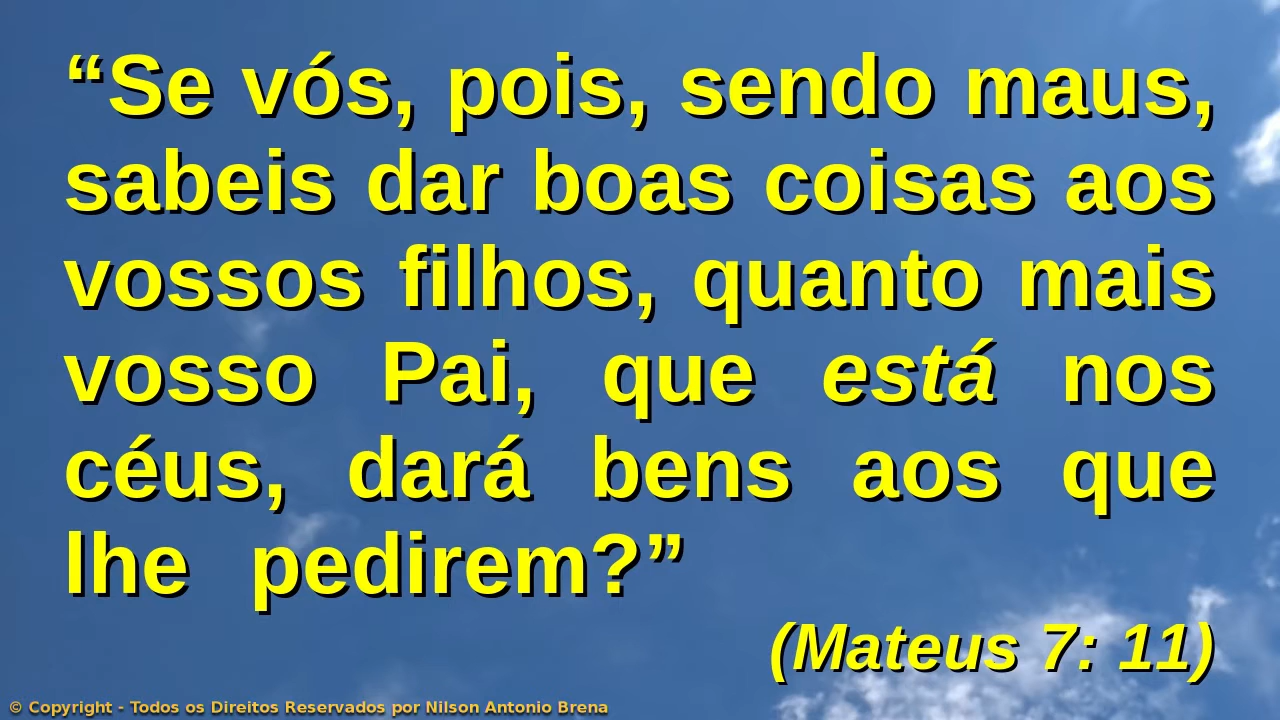 “Se vós, pois, sendo maus,
sabeis dar boas coisas aos
vossos filhos, quanto mais
vosso Pai, que está nos
céus, dará bens aos que
lhe pedirem?”
(Mateus 7: 11)
© Copyright - Todos os Direitos Reservados por Nilson Antonio Brena